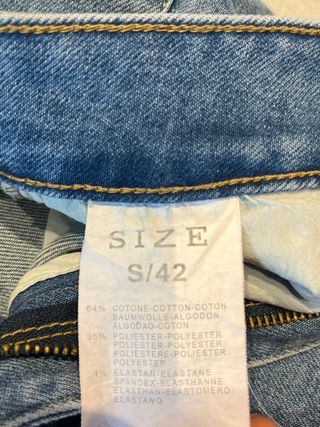 SIZE
S/42
64% COTONE-COTTON-COTON
BAUMWOLLE-ALGODON
ALGODAO-COTON
35% POLIESTER-POLYESTER
POLIESTERE-POLYESTER
POLIESTER-POLYESTER
POLYESTER
1% ELASTAN-ELASTANE
SPANDEX-ELASTHANNE
ELASTHAN-ELASTOMERO
ELASTANO